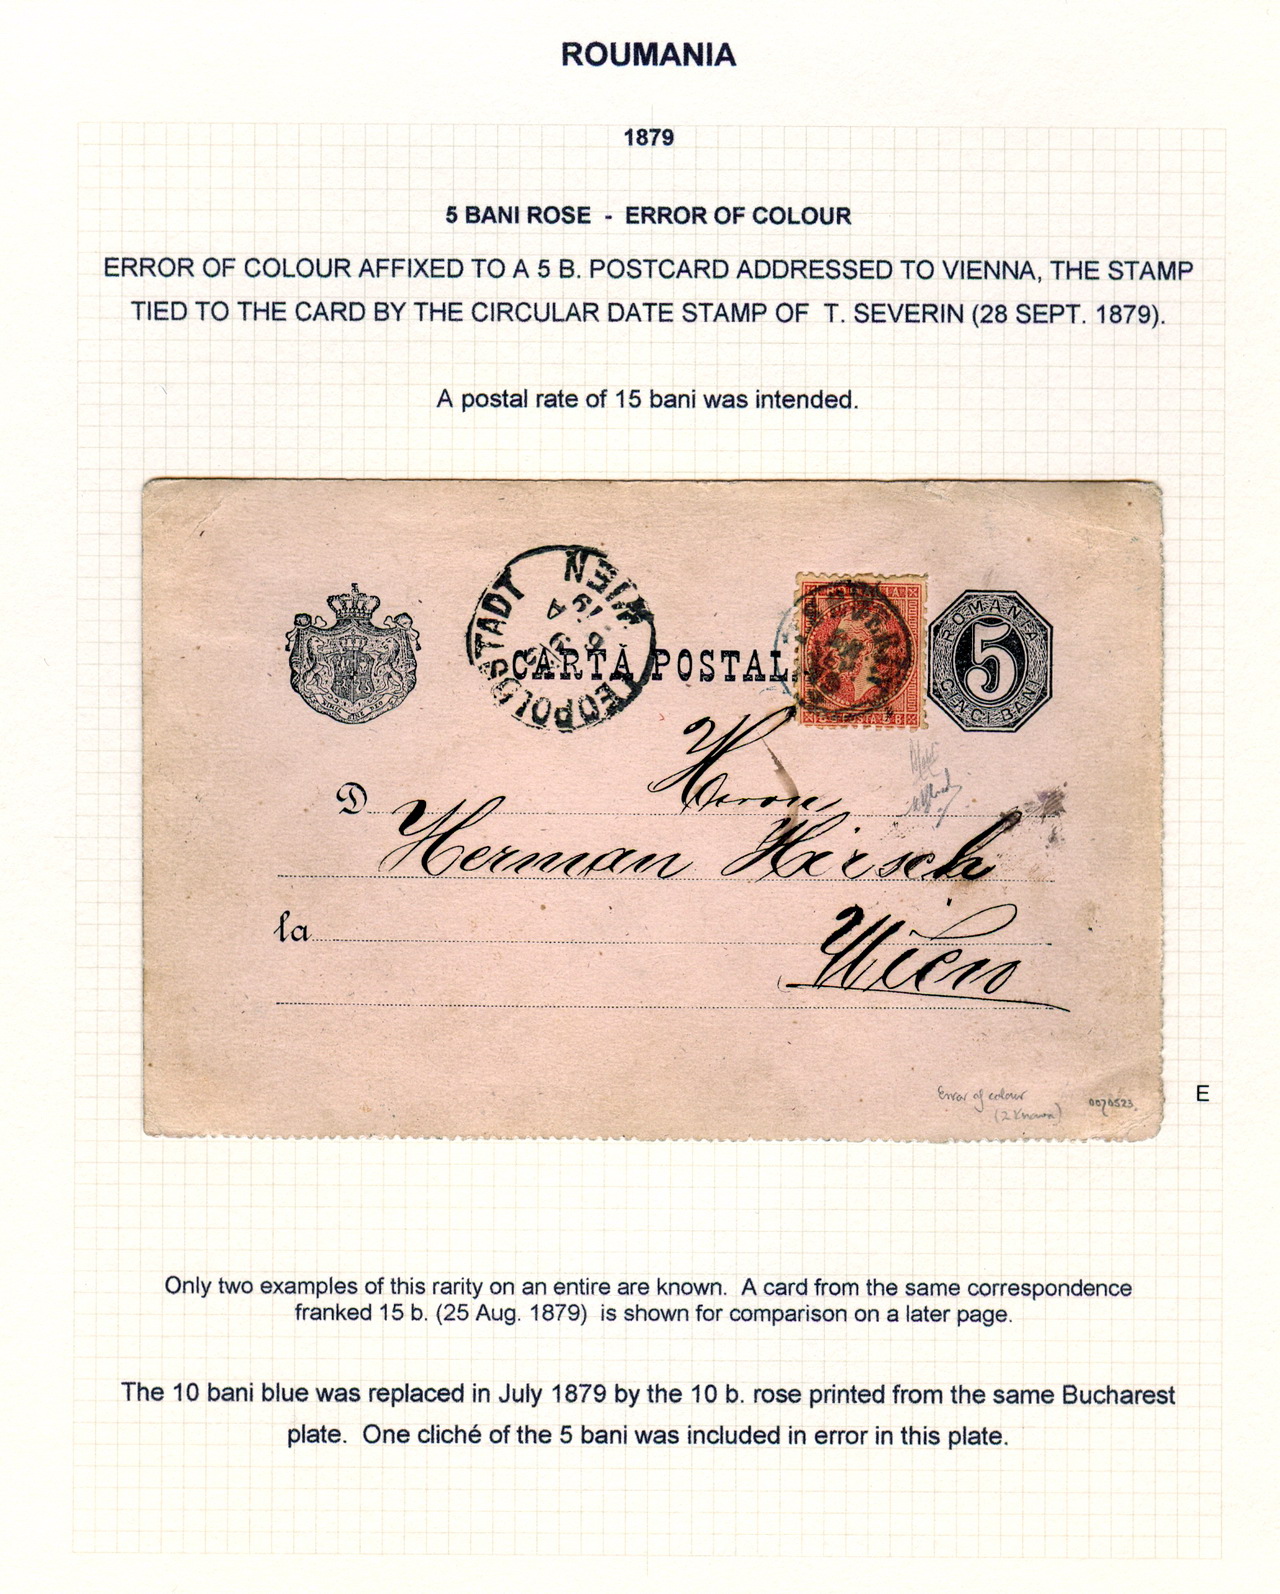 ROUMANIA
1879
5 BANI ROSE - ERROR OF COLOUR
ERROR OF COLOUR AFFIXED TO A 5 B. POSTCARD ADDRESSED TO VIENNA, THE STAMP
TIED TO THE CARD BY THE CIRCULAR DATE STAMP OF T. SEVERIN (28 SEPT. 1879).
A postal rate of 15 bani was intended.
WIEN
LEOPOLDSTADT
CARTĂ POSTAL
ROMANIA
5
CINCI-BANI
D
Herrn
Herman Hirsch
la
Wien
Error of colour
(2 Known)
0070523
E
Only two examples of this rarity on an entire are known. A card from the same correspondence
franked 15 b. (25 Aug. 1879) is shown for comparison on a later page.
The 10 bani blue was replaced in July 1879 by the 10 b. rose printed from the same Bucharest
plate. One cliché of the 5 bani was included in error in this plate.